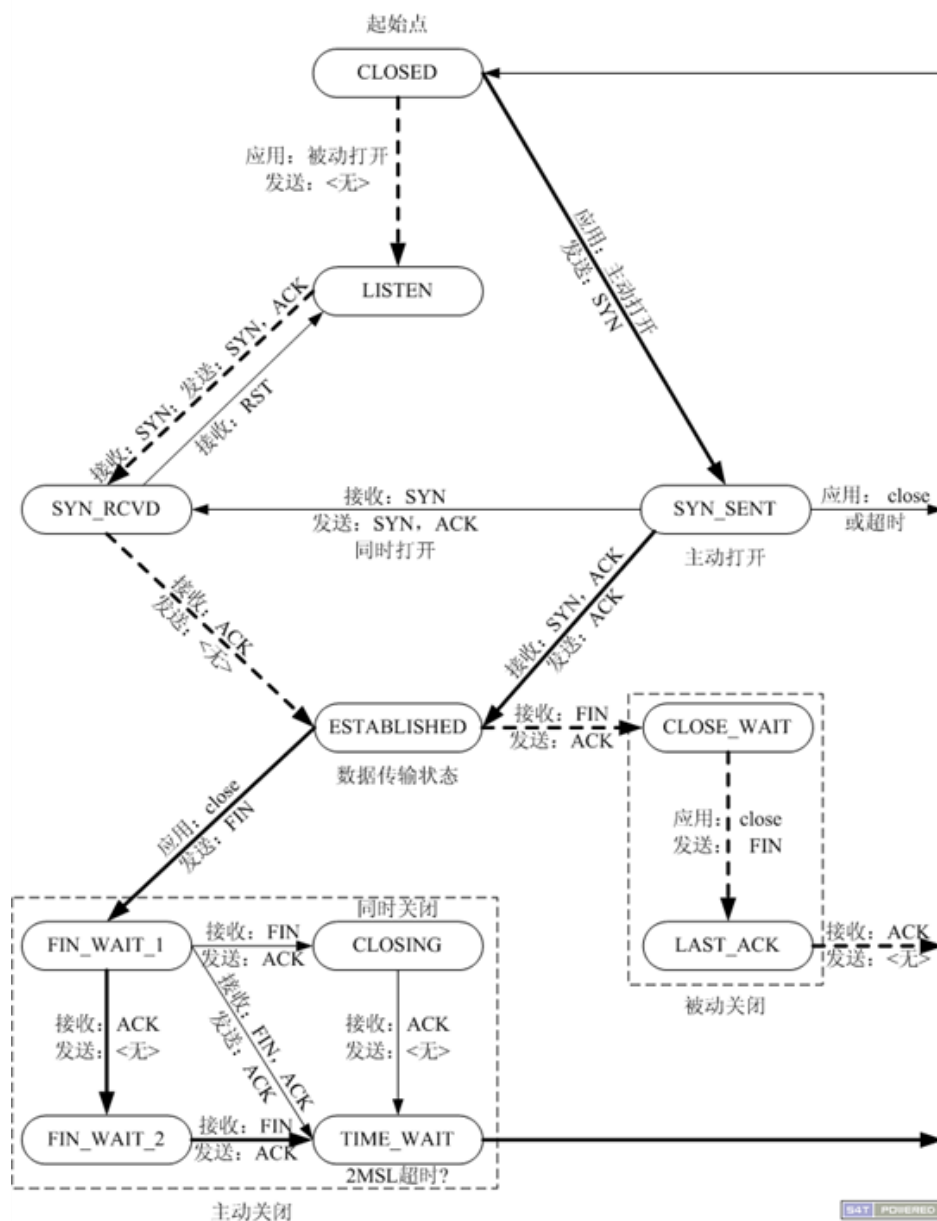 起始点
CLOSED
应用：被动打开
发送：<无>
应用：主动打开
发送：SYN
LISTEN
接收：SYN；发送：SYN，ACK
接收：RST
SYN_RCVD
接收：SYN
发送：SYN，ACK
同时打开
SYN_SENT
主动打开
应用：close
或超时
接收：ACK
发送：<无>
接收：SYN，ACK
发送：ACK
ESTABLISHED
数据传输状态
接收：FIN
发送：ACK
CLOSE_WAIT
应用：close
发送：FIN
应用：close
发送：FIN
LAST_ACK
接收：ACK
发送：<无>
被动关闭
同时关闭
FIN_WAIT_1
接收：FIN
发送：ACK
CLOSING
接收：ACK
发送：<无>
接收：FIN，ACK
发送：ACK
接收：ACK
发送：<无>
FIN_WAIT_2
接收：FIN
发送：ACK
TIME_WAIT
2MSL超时？
主动关闭
S4T POWERED